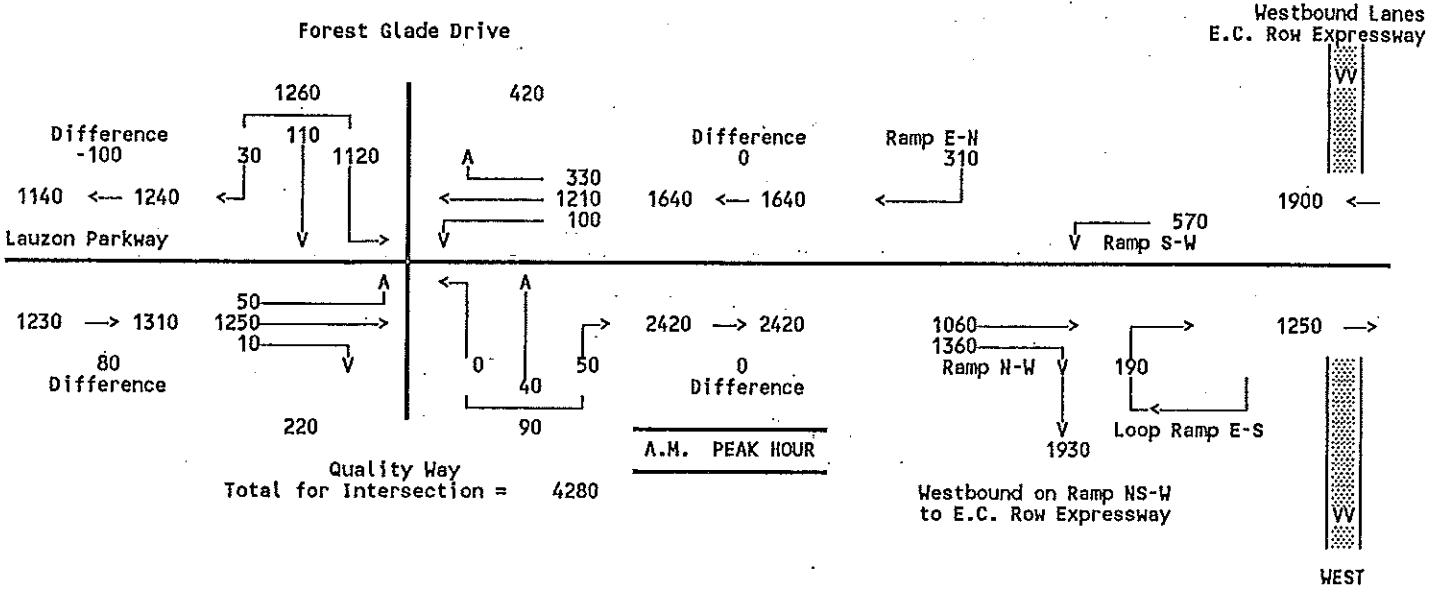 Westbound Lanes
E.C. Row Expressway
Forest Glade Drive
VV
1260
420
Difference
-100
110
30
1120
A
330
1210
100
Difference
0
Ramp E-N
310
1140 <-- 1240
1640 <-- 1640
1900
570
Ramp S-W
Lauzon Parkway
V
V
V
A
A
50
1250
10
1230 --> 1310
2420 --> 2420
1060
1360
Ramp N-W
1250
80
Difference
V
0
50
40
0
Difference
V
190
220
90
A.M. PEAK HOUR
V
1930
Loop Ramp E-S
Quality Way
Total for Intersection = 4280
Westbound on Ramp NS-W
to E.C. Row Expressway
VV
WEST